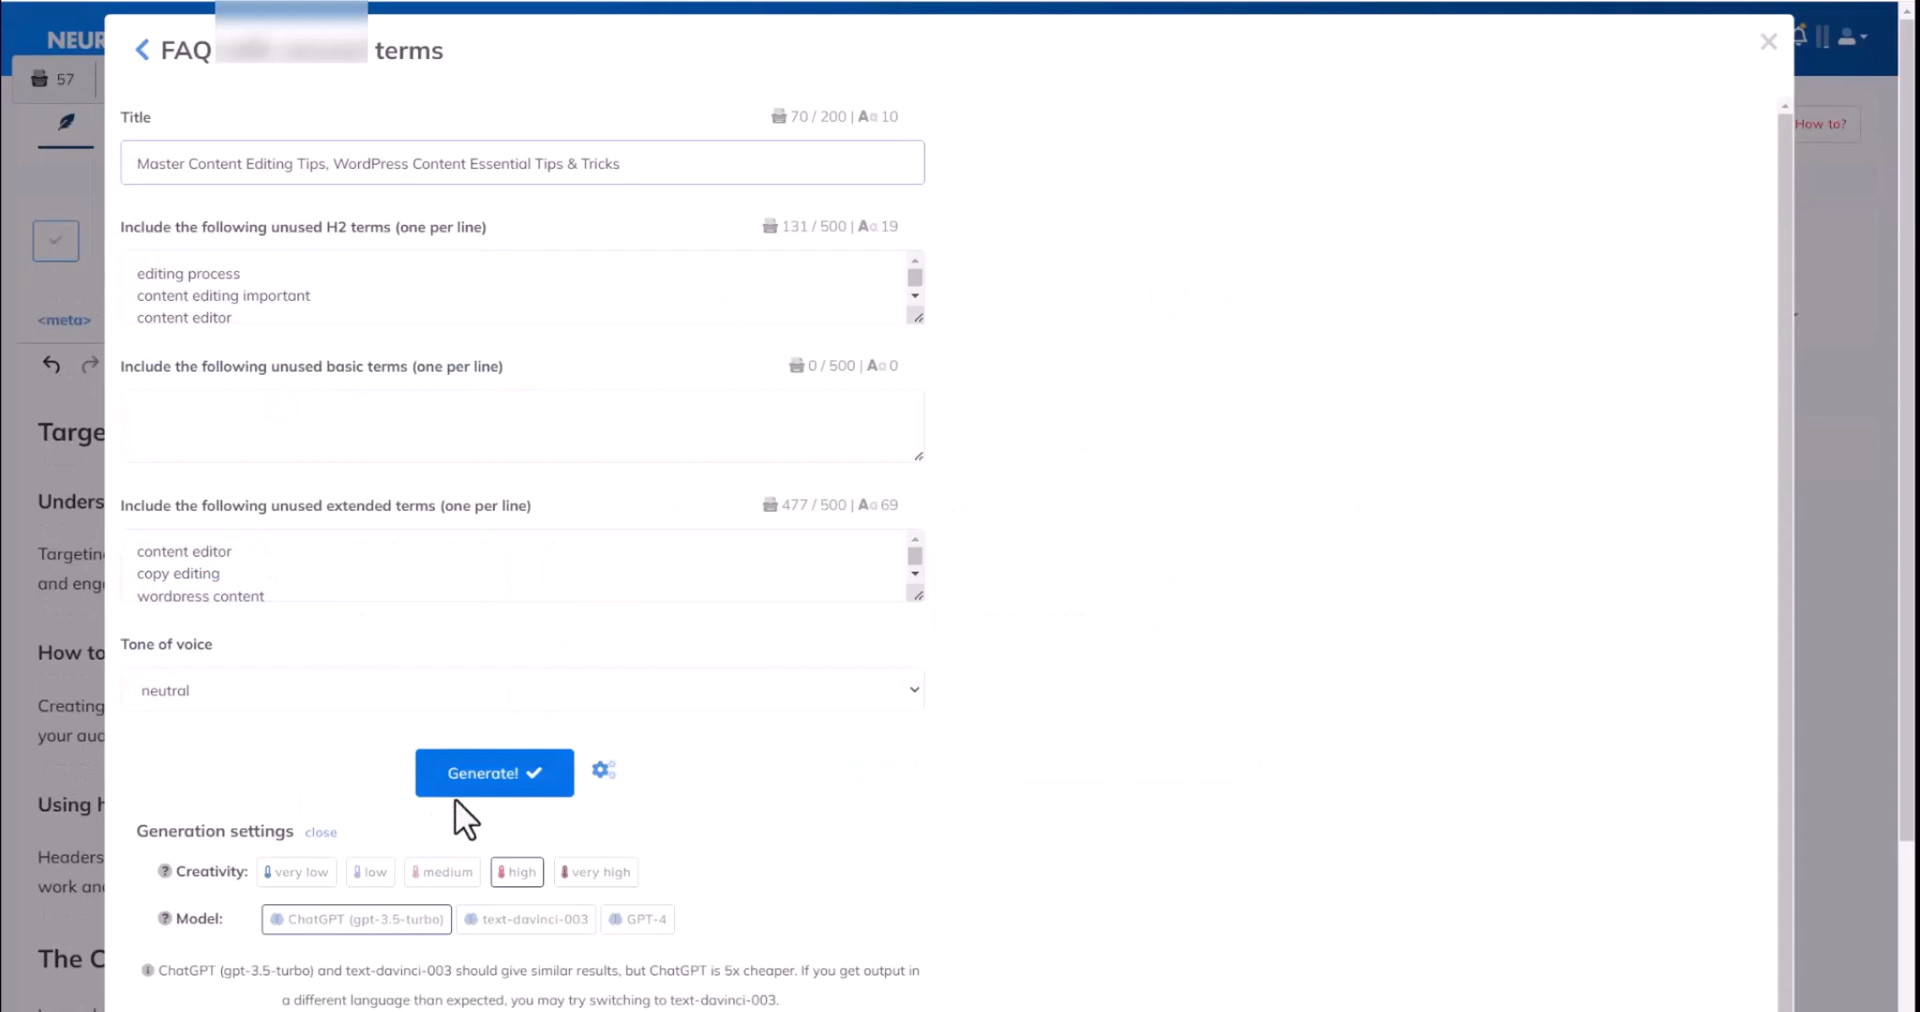 NEUR
FAQ terms
57
Title
70 / 200 | Aa 10
Master Content Editing Tips, WordPress Content Essential Tips & Tricks
How to?
Include the following unused H2 terms (one per line)
131 / 500 | Aa 19
editing process
content editing important
content editor
<meta>
Include the following unused basic terms (one per line)
0 / 500 | Aa 0
Targe
Unders
Include the following unused extended terms (one per line)
477 / 500 | Aa 69
Targetin
and eng
content editor
copy editing
wordpress content
Tone of voice
How to
neutral
Creating
your aud
Generate!
Using h
Generation settings close
Headers
work and
Creativity: very low low medium high very high
Model: ChatGPT (gpt-3.5-turbo) text-davinci-003 GPT-4
The C
ChatGPT (gpt-3.5-turbo) and text-davinci-003 should give similar results, but ChatGPT is 5x cheaper. If you get output in
a different language than expected, you may try switching to text-davinci-003.